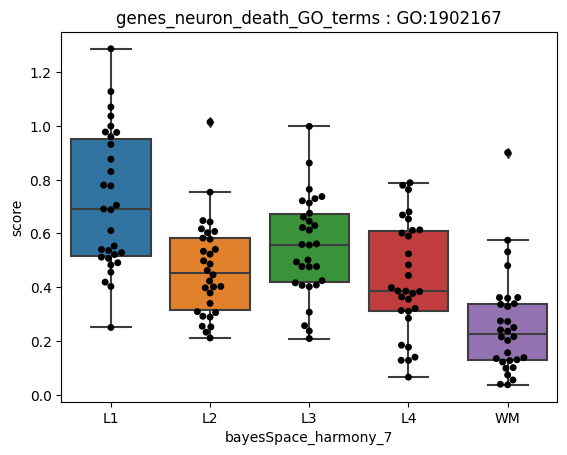 genes_neuron_death_GO_terms : GO:1902167
score
1.2
1.0
0.8
0.6
0.4
0.2
0.0
L1 L2 L3 L4 WM
bayesSpace_harmony_7